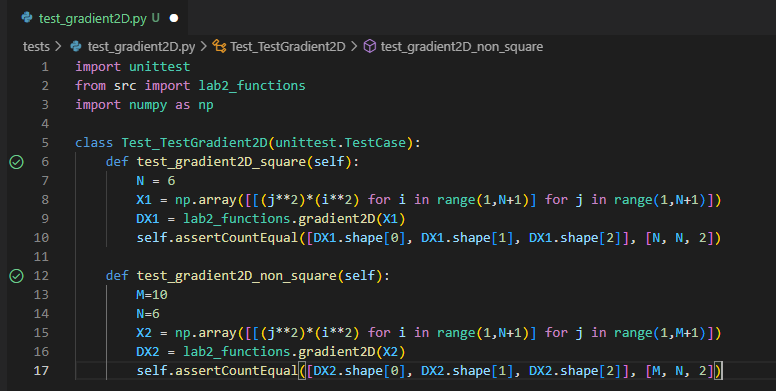 test_gradient2D.py U
tests > test_gradient2D.py > Test_TestGradient2D > test_gradient2D_non_square
1 import unittest
2 from src import lab2_functions
3 import numpy as np
4
5 class Test_TestGradient2D(unittest.TestCase):
6     def test_gradient2D_square(self):
7         N = 6
8         X1 = np.array([[(j**2)*(i**2) for i in range(1,N+1)] for j in range(1,N+1)])
9         DX1 = lab2_functions.gradient2D(X1)
10         self.assertCountEqual([DX1.shape[0], DX1.shape[1], DX1.shape[2]], [N, N, 2])
11
12     def test_gradient2D_non_square(self):
13         M=10
14         N=6
15         X2 = np.array([[(j**2)*(i**2) for i in range(1,N+1)] for j in range(1,M+1)])
16         DX2 = lab2_functions.gradient2D(X2)
17         self.assertCountEqual([DX2.shape[0], DX2.shape[1], DX2.shape[2]], [M, N, 2])